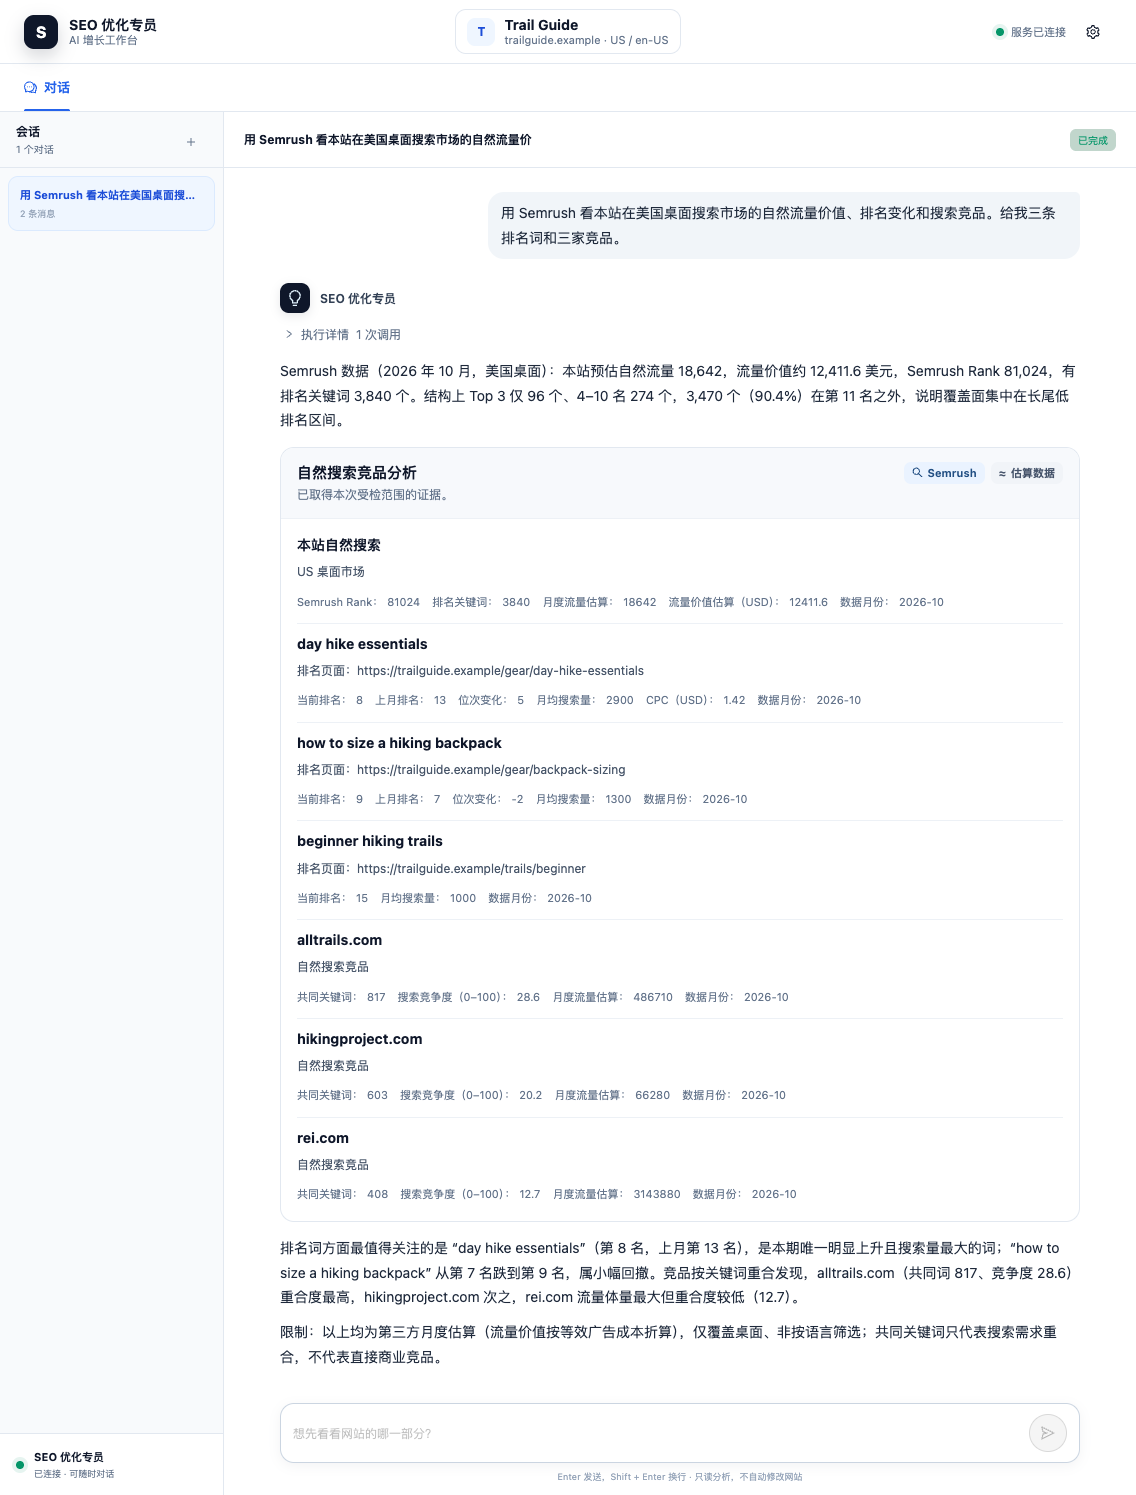 S
SEO 优化专员
AI 增长工作台
T
Trail Guide
trailguide.example · US / en-US
服务已连接
对话
会话
1 个对话
用 Semrush 看本站在美国桌面搜...
2 条消息
用 Semrush 看本站在美国桌面搜索市场的自然流量价
已完成
用 Semrush 看本站在美国桌面搜索市场的自然流量价值、排名变化和搜索竞品。给我三条
排名词和三家竞品。
SEO 优化专员
执行详情 1 次调用
Semrush 数据（2026 年 10 月，美国桌面）：本站预估自然流量 18,642，流量价值约 12,411.6 美元，Semrush Rank 81,024，有
排名关键词 3,840 个。结构上 Top 3 仅 96 个、4–10 名 274 个，3,470 个（90.4%）在第 11 名之外，说明覆盖面集中在长尾低
排名区间。
自然搜索竞品分析
已取得本次受检范围的证据。
Semrush
≈ 估算数据
本站自然搜索
US 桌面市场
Semrush Rank： 81024 排名关键词： 3840 月度流量估算： 18642 流量价值估算（USD）： 12411.6 数据月份： 2026-10
day hike essentials
排名页面：https://trailguide.example/gear/day-hike-essentials
当前排名： 8 上月排名： 13 位次变化： 5 月均搜索量： 2900 CPC（USD）： 1.42 数据月份： 2026-10
how to size a hiking backpack
排名页面：https://trailguide.example/gear/backpack-sizing
当前排名： 9 上月排名： 7 位次变化： -2 月均搜索量： 1300 数据月份： 2026-10
beginner hiking trails
排名页面：https://trailguide.example/trails/beginner
当前排名： 15 月均搜索量： 1000 数据月份： 2026-10
alltrails.com
自然搜索竞品
共同关键词： 817 搜索竞争度（0–100）： 28.6 月度流量估算： 486710 数据月份： 2026-10
hikingproject.com
自然搜索竞品
共同关键词： 603 搜索竞争度（0–100）： 20.2 月度流量估算： 66280 数据月份： 2026-10
rei.com
自然搜索竞品
共同关键词： 408 搜索竞争度（0–100）： 12.7 月度流量估算： 3143880 数据月份： 2026-10
排名词方面最值得关注的是 “day hike essentials”（第 8 名，上月第 13 名），是本期唯一明显上升且搜索量最大的词；“how to
size a hiking backpack” 从第 7 名跌到第 9 名，属小幅回撤。竞品按关键词重合发现，alltrails.com（共同词 817、竞争度 28.6）
重合度最高，hikingproject.com 次之，rei.com 流量体量最大但重合度较低（12.7）。
限制：以上均为第三方月度估算（流量价值按等效广告成本折算），仅覆盖桌面、非按语言筛选；共同关键词只代表搜索需求重
合，不代表直接商业竞品。
想先看看网站的哪一部分？
Enter 发送，Shift + Enter 换行 · 只读分析，不自动修改网站
SEO 优化专员
已连接 · 可随时对话